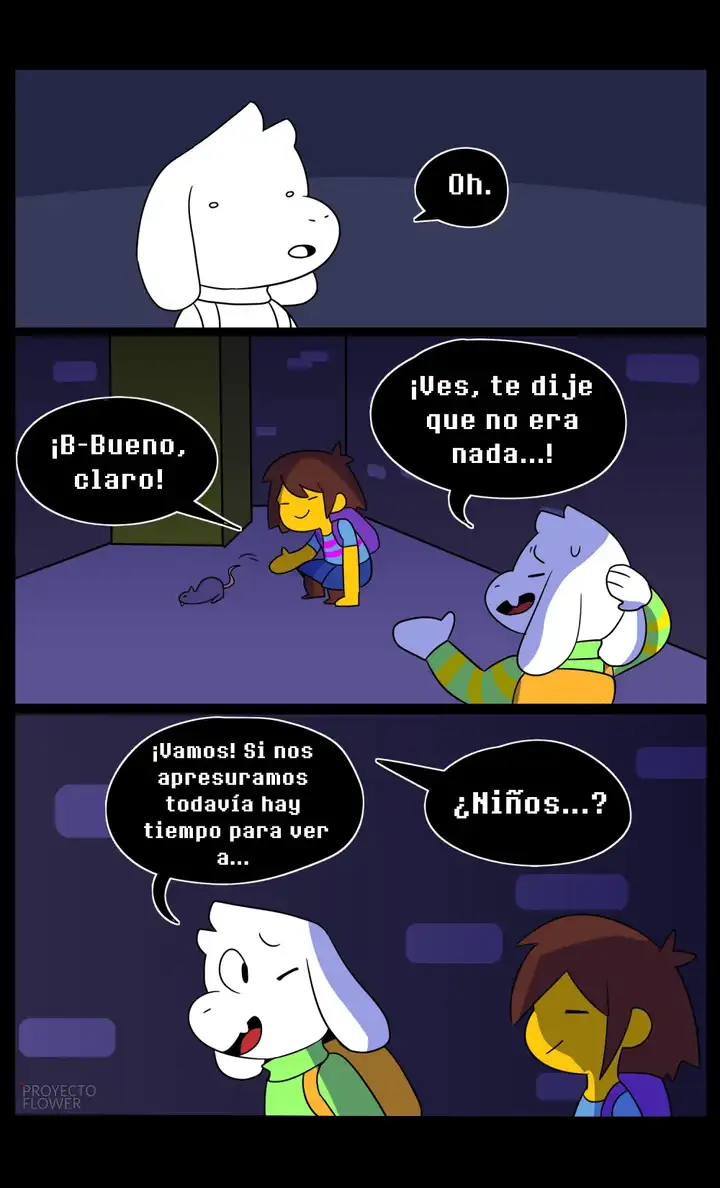 Oh.
¡B-Bueno,
claro!
¡Ves, te dije
que no era
nada...!
¡Vamos! Si nos
apresuramos
todavía hay
tiempo para ver
a...
¿Niños...?
PROYECTO
FLOWER